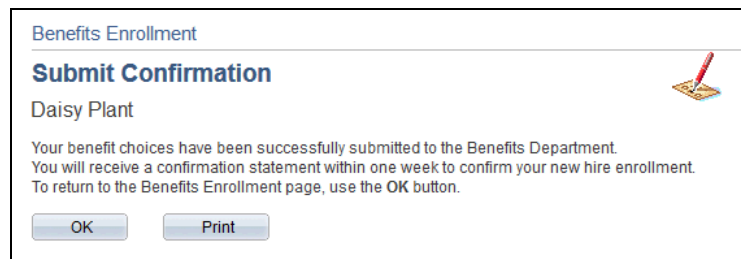 Benefits Enrollment
Submit Confirmation
Daisy Plant
Your benefit choices have been successfully submitted to the Benefits Department.
You will receive a confirmation statement within one week to confirm your new hire enrollment.
To return to the Benefits Enrollment page, use the OK button.
OK Print